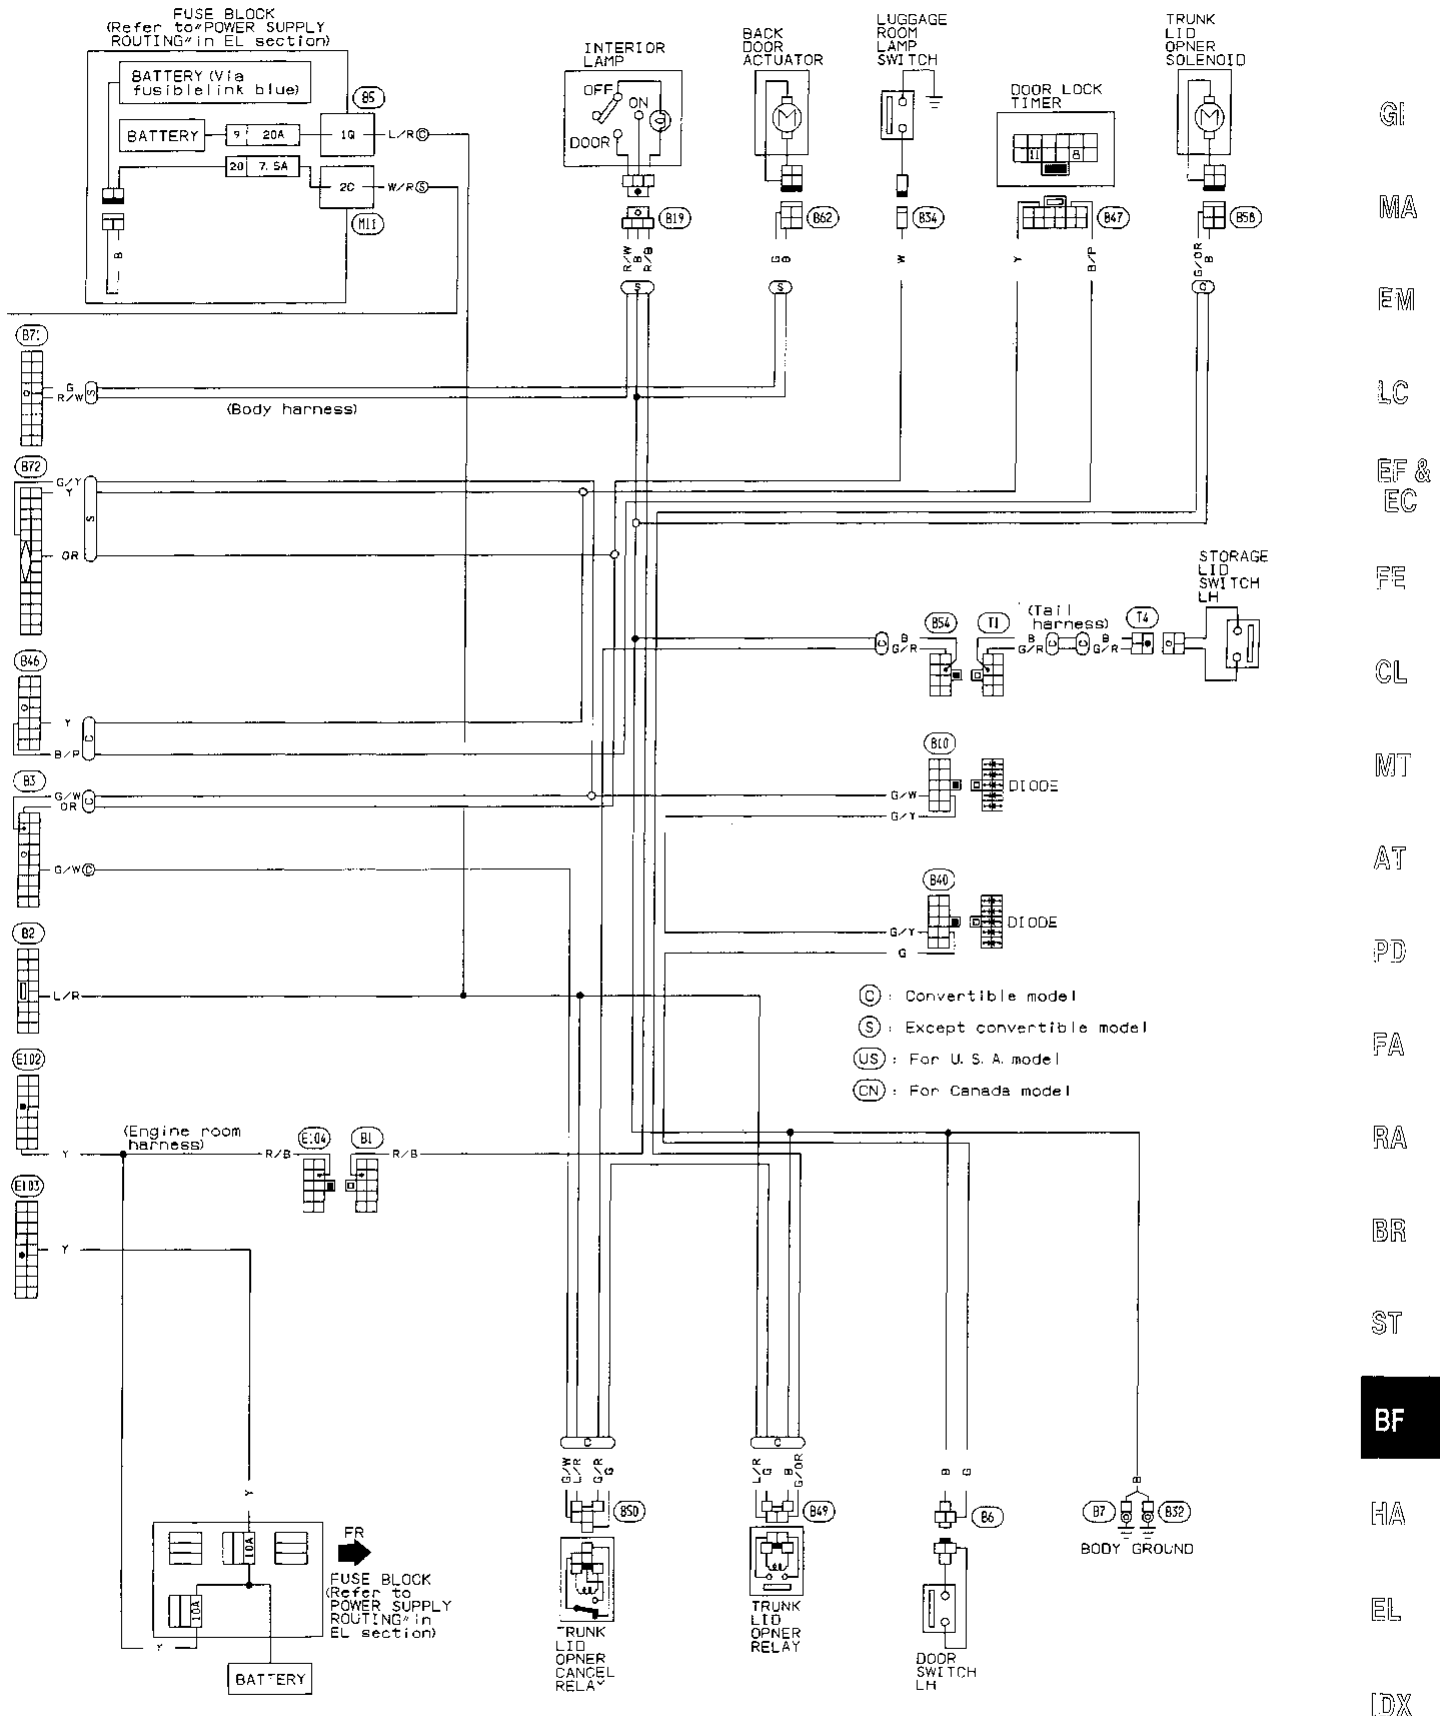 FUSE BLOCK
(Refer to "POWER SUPPLY
ROUTING" in EL section)
BATTERY (Via
fusiblelink blue)
BATTERY
9 20A
20 7.5A
B5
1Q
L/R C
2C
W/R S
M11
B
INTERIOR
LAMP
OFF
ON
DOOR
B19
R/W
B
R/B
S
BACK
DOOR
ACTUATOR
M
B62
G
B
S
LUGGAGE
ROOM
LAMP
SWITCH
B34
W
DOOR LOCK
TIMER
11 8
B47
Y
B/P
TRUNK
LID
OPNER
SOLENOID
M
B58
G/OR
B
C
B71
G
R/W
S
(Body harness)
B72
G/Y
Y
S
OR
B46
Y
B/P
C
B3
G/W
OR
C
G/W C
B2
L/R
E102
Y
(Engine room
harness)
R/B
E104
B1
R/B
E103
Y
STORAGE
LID
SWITCH
LH
B54
T1
(Tail
harness)
T4
C
B
G/R
B
G/R
C
C
B
G/R
B10
G/W
G/Y
DIODE
B40
G/Y
G
DIODE
C : Convertible model
S : Except convertible model
US : For U. S. A. model
CN : For Canada model
Y
10A
10A
Y
FR
FUSE BLOCK
(Refer to
POWER SUPPLY
ROUTING" in
EL section)
BATTERY
C
G/W
L/R
G/R
G
B50
TRUNK
LID
OPNER
CANCEL
RELAY
C
L/R
G
B
G/OR
B49
TRUNK
LID
OPNER
RELAY
B
G
B6
DOOR
SWITCH
LH
B
B7
B32
BODY GROUND
GI
MA
EM
LC
EF &
EC
FE
CL
MT
AT
PD
FA
RA
BR
ST
BF
HA
EL
IDX